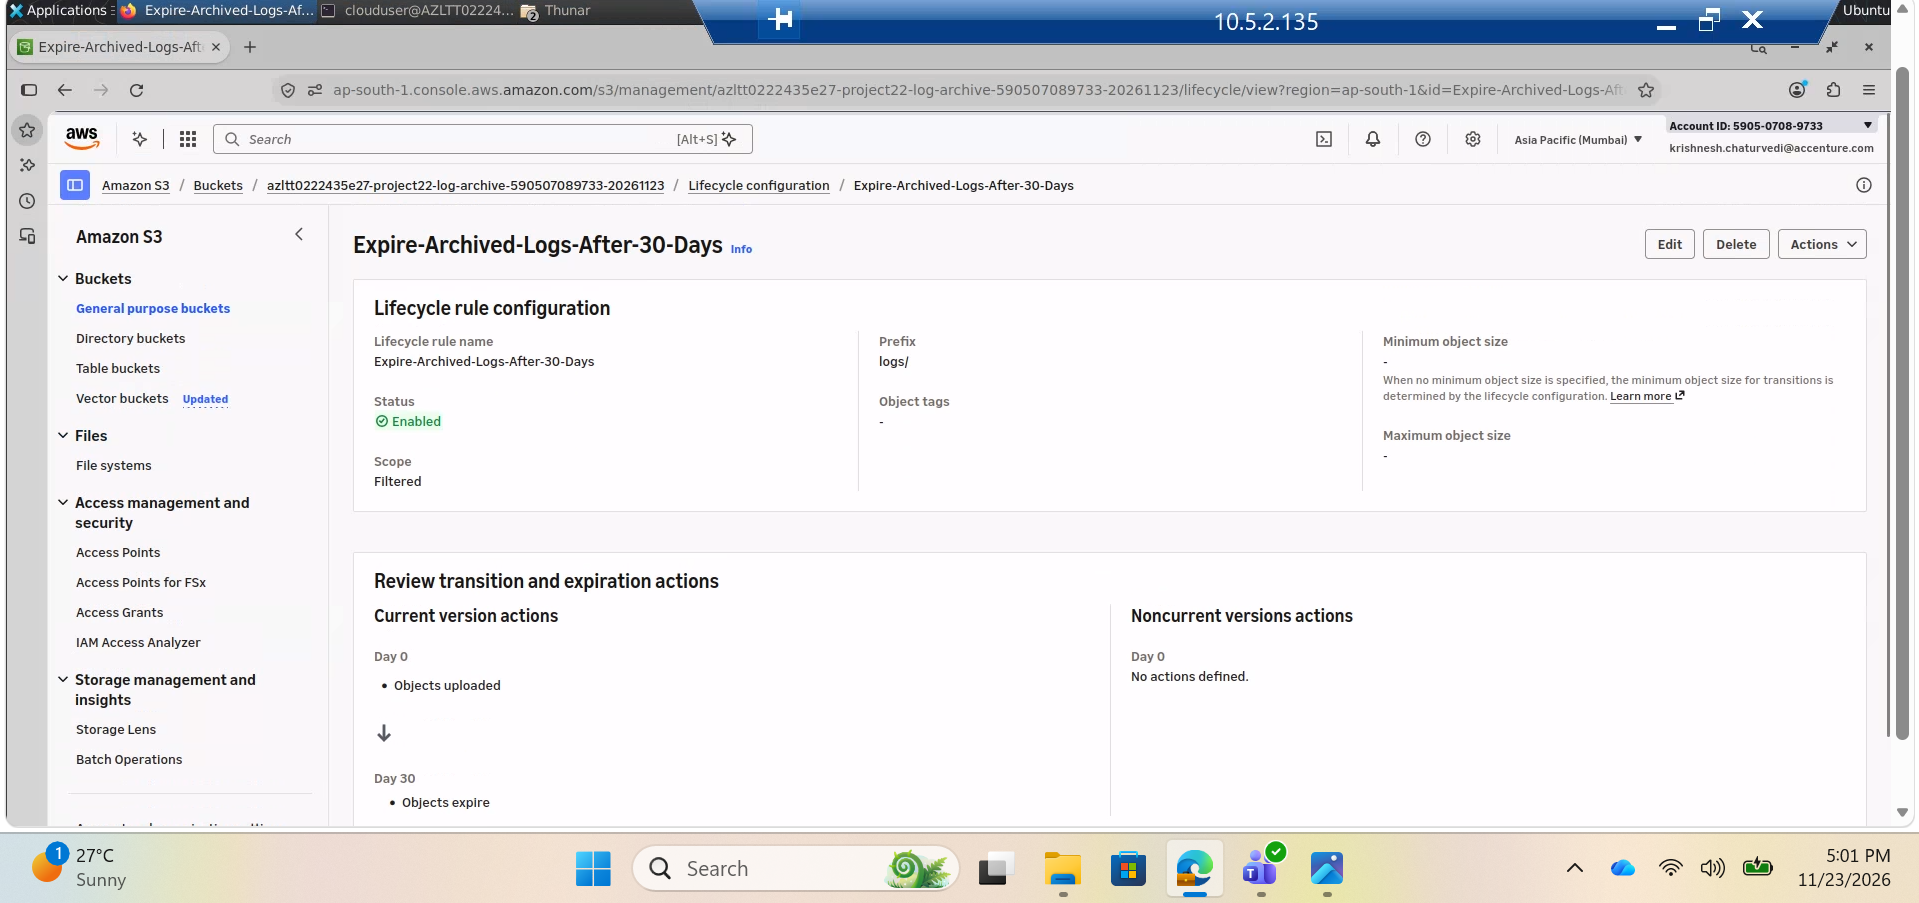 Applications
Expire-Archived-Logs-Af...
clouduser@AZLTT02224...
2
Thunar
10.5.2.135
Ubuntu
Expire-Archived-Logs-Aft
ap-south-1.console.aws.amazon.com/s3/management/azltt0222435e27-project22-log-archive-590507089733-20261123/lifecycle/view?region=ap-south-1&id=Expire-Archived-Logs-Aft
aws
Search
[Alt+S]
Asia Pacific (Mumbai)
Account ID: 5905-0708-9733
krishnesh.chaturvedi@accenture.com
Amazon S3 / Buckets / azltt0222435e27-project22-log-archive-590507089733-20261123 / Lifecycle configuration / Expire-Archived-Logs-After-30-Days
Amazon S3
Buckets
General purpose buckets
Directory buckets
Table buckets
Vector buckets Updated
Files
File systems
Access management and
security
Access Points
Access Points for FSx
Access Grants
IAM Access Analyzer
Storage management and
insights
Storage Lens
Batch Operations
Expire-Archived-Logs-After-30-Days Info
Edit
Delete
Actions
Lifecycle rule configuration
Lifecycle rule name
Expire-Archived-Logs-After-30-Days
Status
Enabled
Scope
Filtered
Prefix
logs/
Object tags
-
Minimum object size
-
When no minimum object size is specified, the minimum object size for transitions is
determined by the lifecycle configuration. Learn more
Maximum object size
-
Review transition and expiration actions
Current version actions
Day 0
• Objects uploaded
Day 30
• Objects expire
Noncurrent versions actions
Day 0
No actions defined.
1
27°C
Sunny
Search
T
5:01 PM
11/23/2026